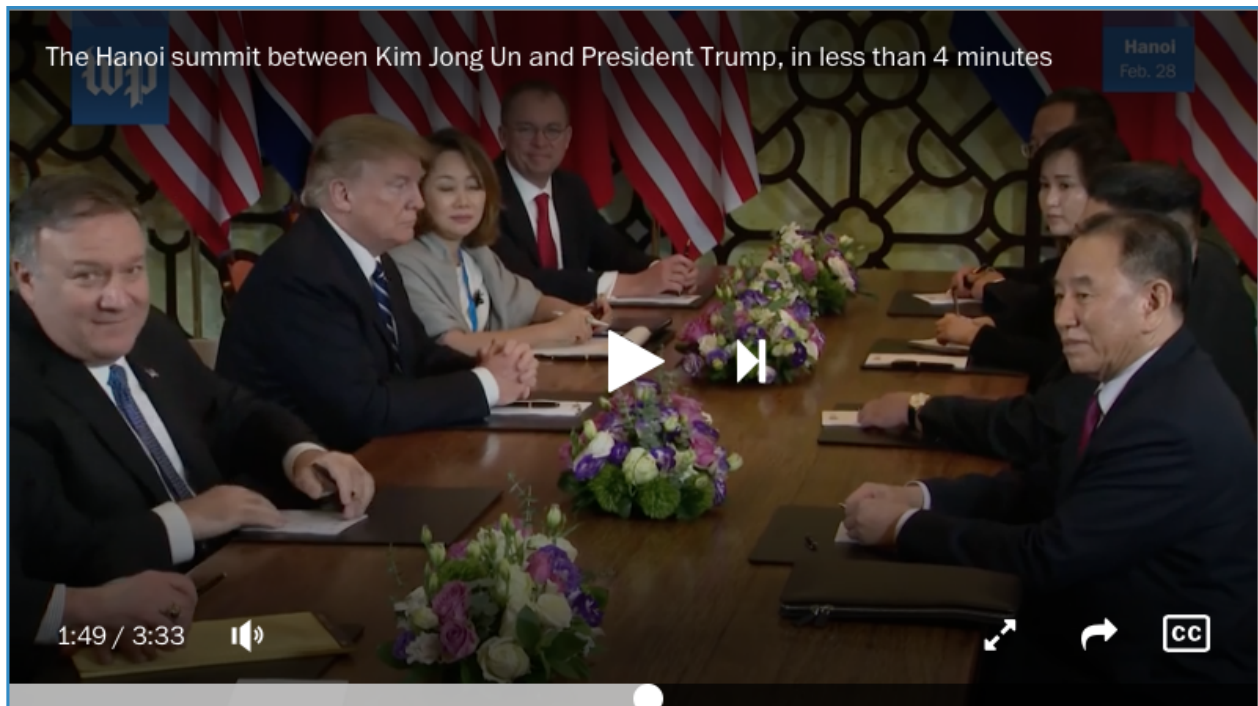 The Hanoi summit between Kim Jong Un and President Trump, in less than 4 minutes
wp
Hanoi
Feb. 28
1:49 / 3:33
CC